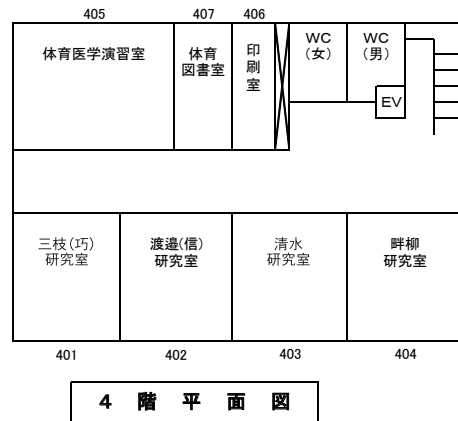 405 407 406
体育医学演習室
体育
図書室
印
刷
室
WC
(女)
WC
(男)
EV
三枝(巧)
研究室
渡邉(信)
研究室
清水
研究室
畔柳
研究室
401 402 403 404
4 階 平 面 図